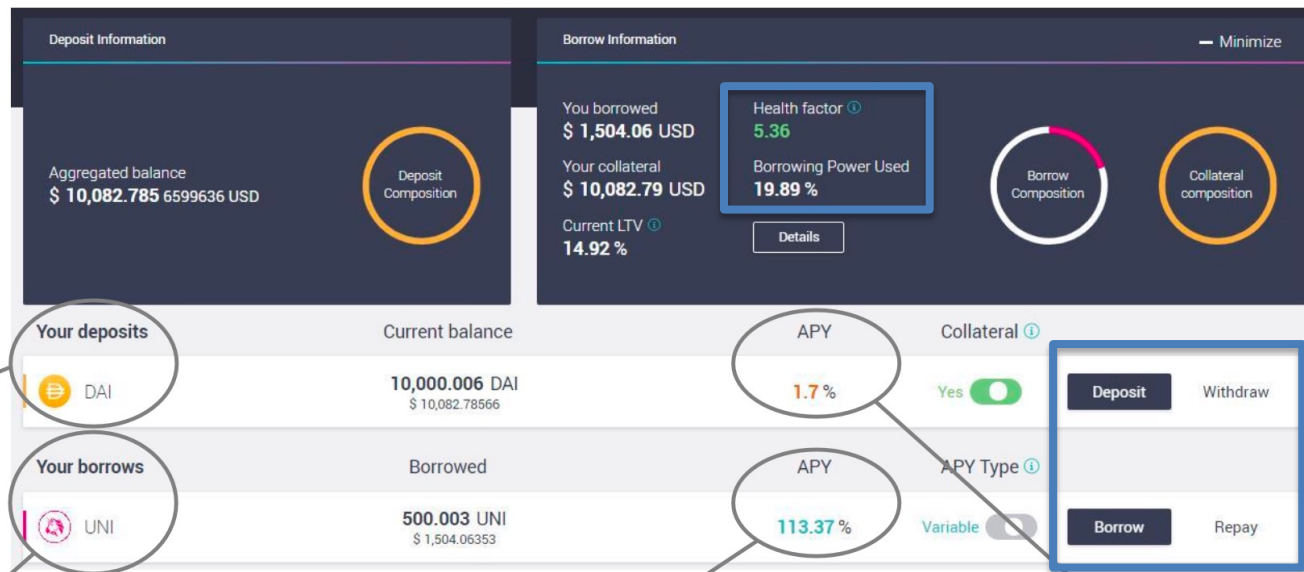 Deposit Information
Aggregated balance
$ 10,082.785 6599636 USD
Deposit
Composition
Borrow Information
— Minimize
You borrowed
$ 1,504.06 USD
Your collateral
$ 10,082.79 USD
Current LTV
14.92 %
Health factor
5.36
Borrowing Power Used
19.89 %
Details
Borrow
Composition
Collateral
composition
Your deposits Current balance APY Collateral
DAI 10,000.006 DAI 1.7 % Yes Deposit Withdraw
$ 10,082.78566
Your borrows Borrowed APY APY Type
UNI 500.003 UNI 113.37 % Variable Borrow Repay
$ 1,504.06353